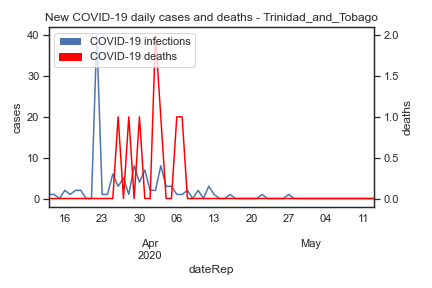 New COVID-19 daily cases and deaths - Trinidad_and_Tobago
COVID-19 infections
COVID-19 deaths
40
30
20
10
0
cases
2.0
1.5
1.0
0.5
0.0
deaths
16 23 30 06 13 20 27 04 11
Apr May
2020
dateRep